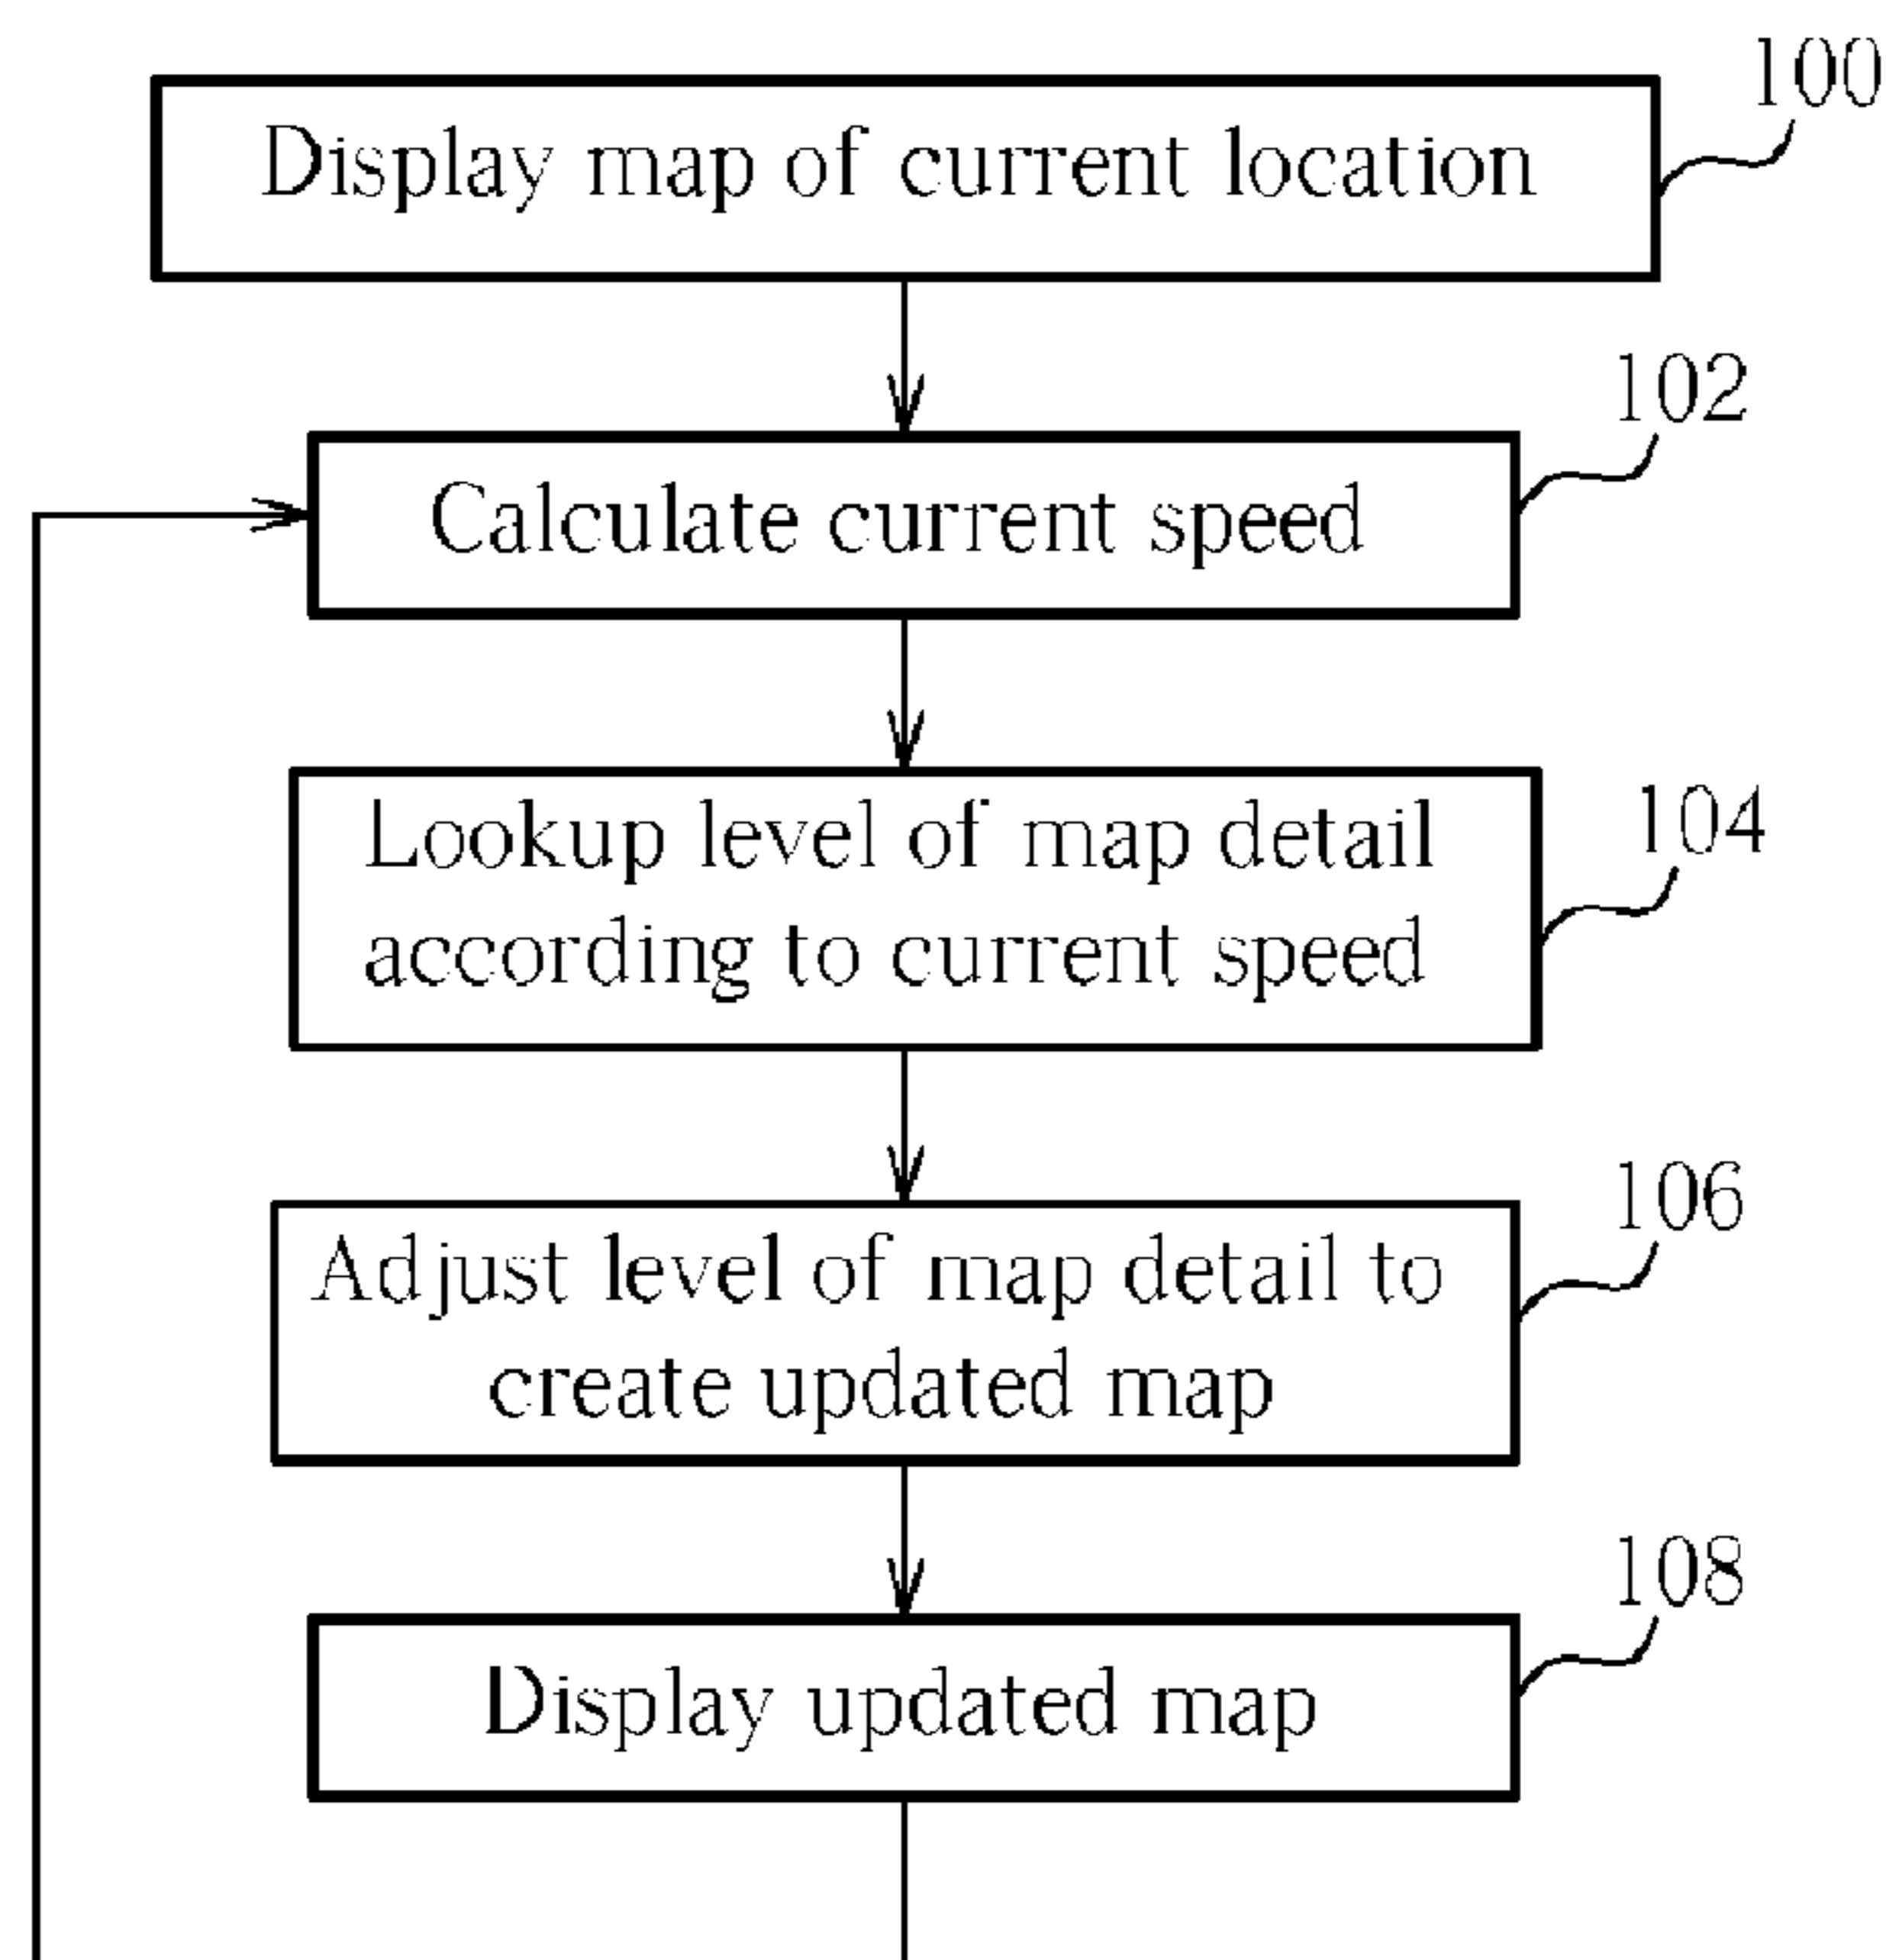 100
Display map of current location
102
Calculate current speed
104
Lookup level of map detail
according to current speed
106
Adjust level of map detail to
create updated map
108
Display updated map